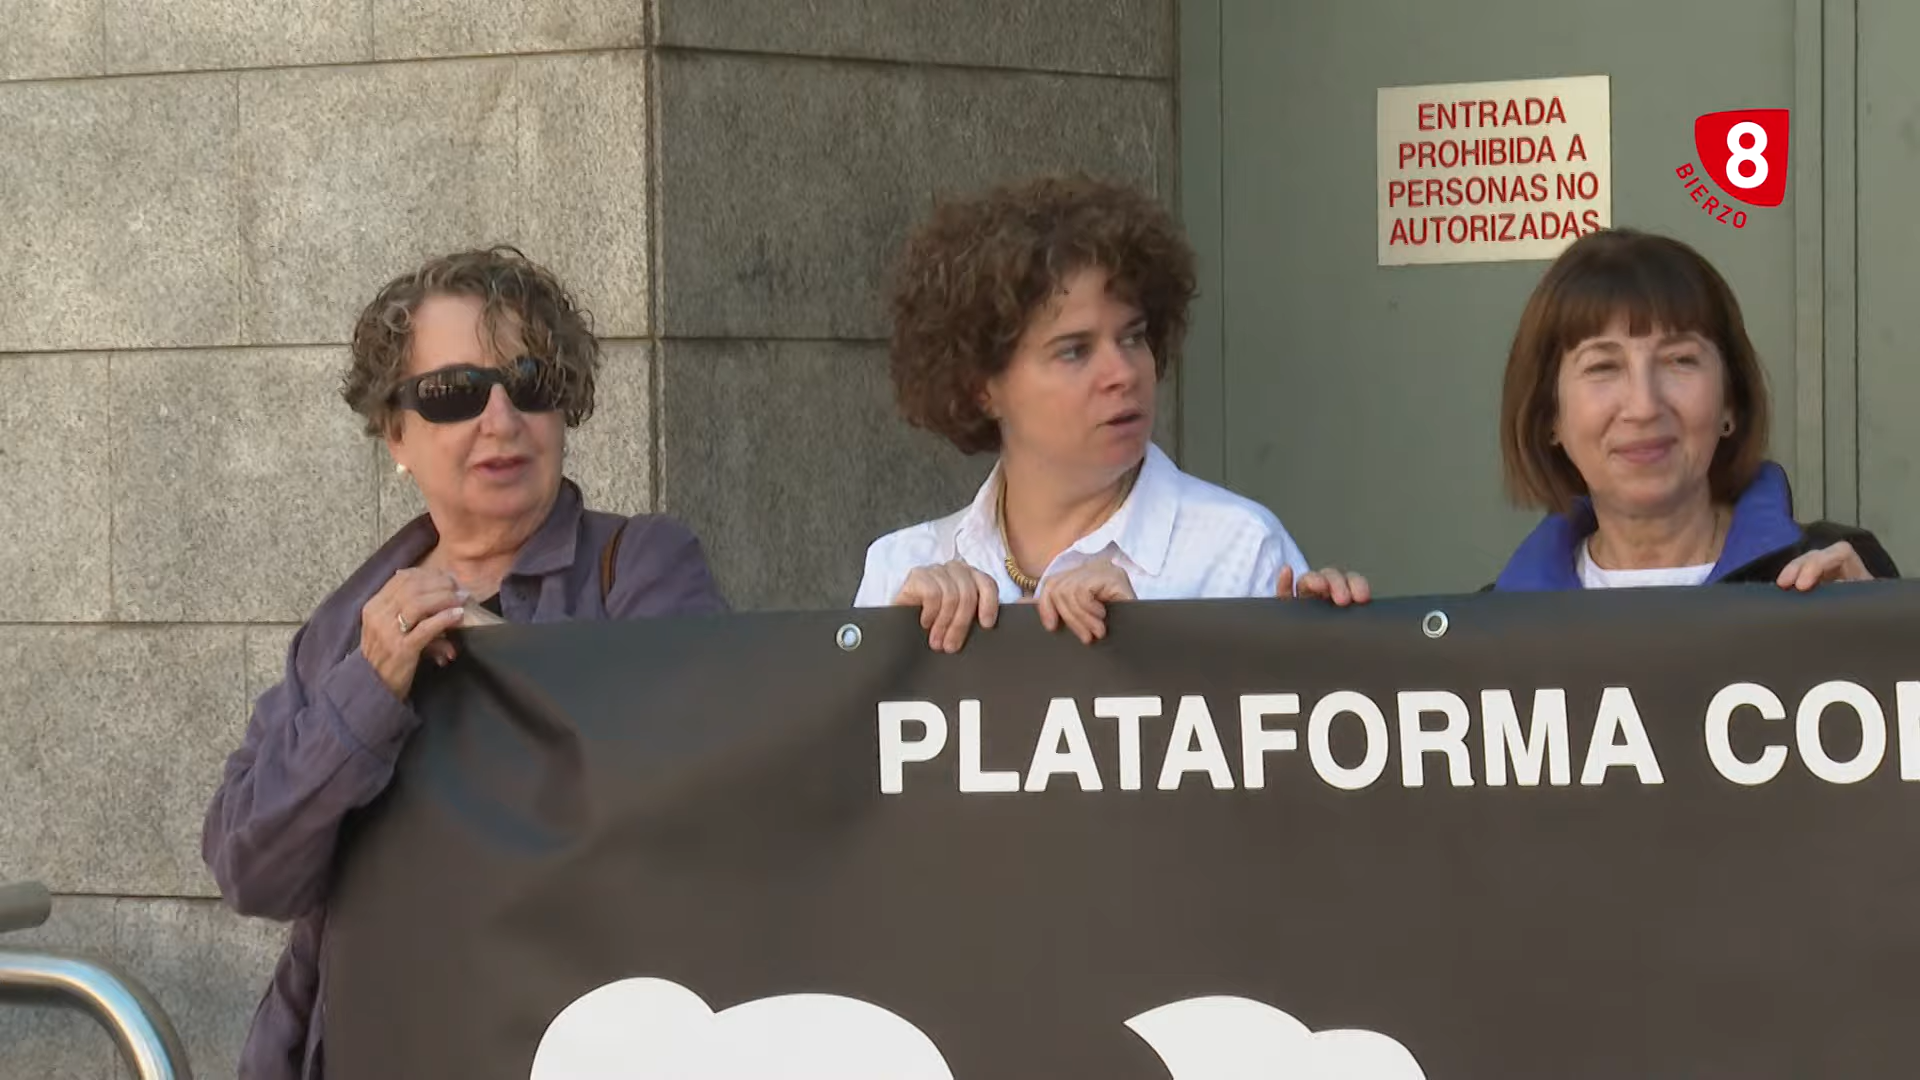 ENTRADA
PROHIBIDA A
PERSONAS NO
AUTORIZADAS
8
BIERZO
PLATAFORMA